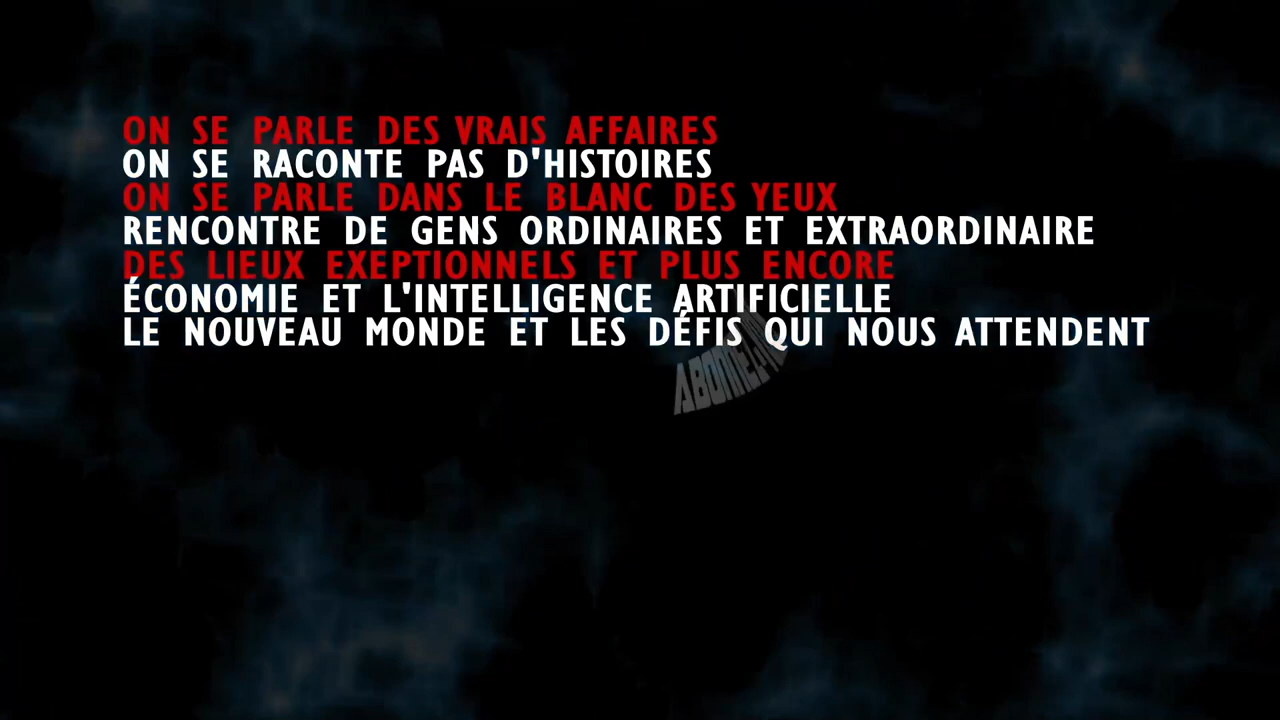 ON SE PARLE DES VRAIS AFFAIRES
ON SE RACONTE PAS D'HISTOIRES
ON SE PARLE DANS LE BLANC DES YEUX
RENCONTRE DE GENS ORDINAIRES ET EXTRAORDINAIRE
DES LIEUX EXEPTIONNELS ET PLUS ENCORE
ÉCONOMIE ET L'INTELLIGENCE ARTIFICIELLE
LE NOUVEAU MONDE ET LES DÉFIS QUI NOUS ATTENDENT